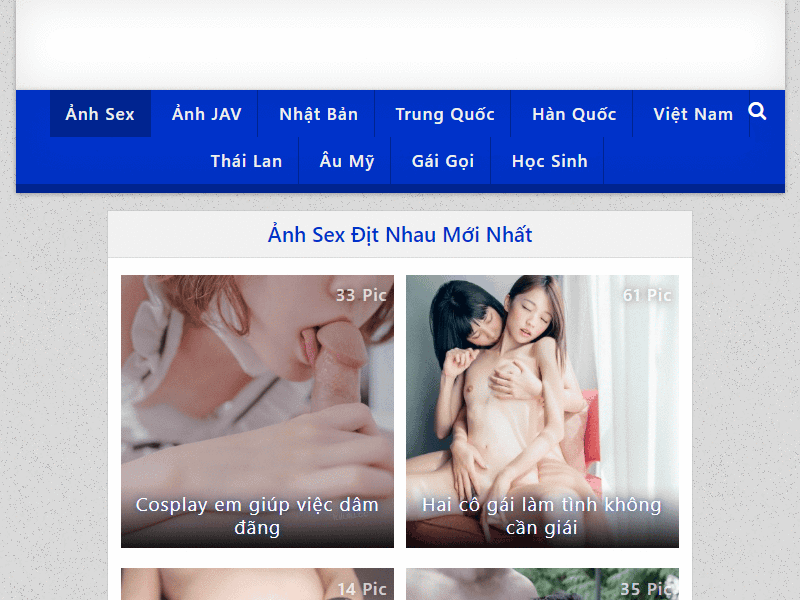 Ảnh Sex
Ảnh JAV
Nhật Bản
Trung Quốc
Hàn Quốc
Việt Nam
Thái Lan
Âu Mỹ
Gái Gọi
Học Sinh
Ảnh Sex Địt Nhau Mới Nhất
33 Pic
61 Pic
Cosplay em giúp việc dâm
đãng
Hai cô gái làm tình không
cần giái
14 Pic
35 Pic